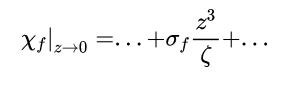 χ_f|_{z→0} = ... + σ_f z³/ζ + ...